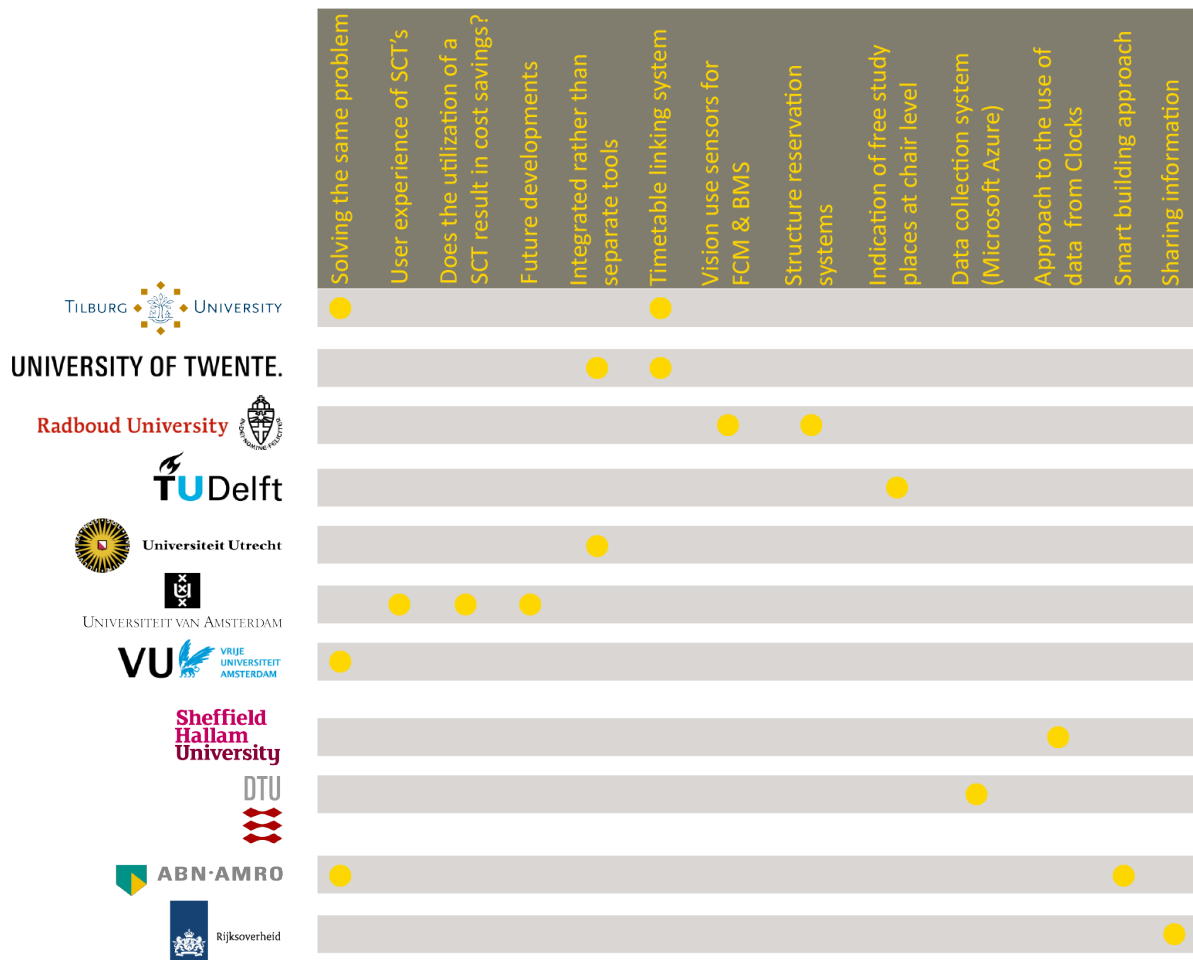 Solving the same problem
User experience of SCT's
Does the utilization of a
SCT result in cost savings?
Future developments
Integrated rather than
separate tools
Timetable linking system
Vision use sensors for
FCM & BMS
Structure reservation
systems
Indication of free study
places at chair level
Data collection system
(Microsoft Azure)
Approach to the use of
data from Clocks
Smart building approach
Sharing information
TILBURG UNIVERSITY
UNIVERSITY OF TWENTE.
Radboud University
TU Delft
Universiteit Utrecht
UNIVERSITEIT VAN AMSTERDAM
VU VRIJE
UNIVERSITEIT
AMSTERDAM
Sheffield
Hallam
University
DTU
ABN·AMRO
Rijksoverheid